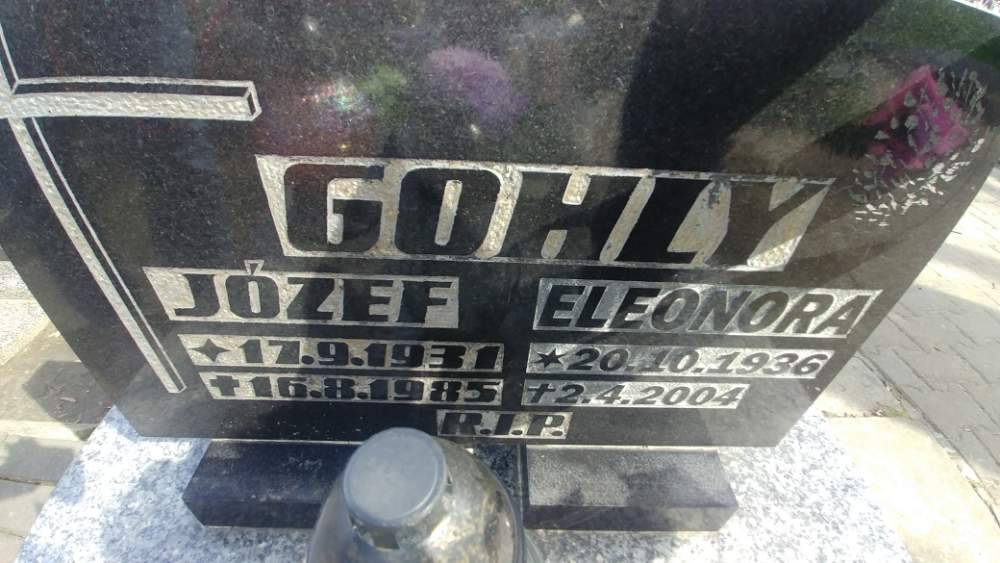 GOHLY
JÓZEF ELEONORA
✦17.9.1931 ★20.10.1936
✝16.8.1985 ✝2.4.2004
R.I.P.